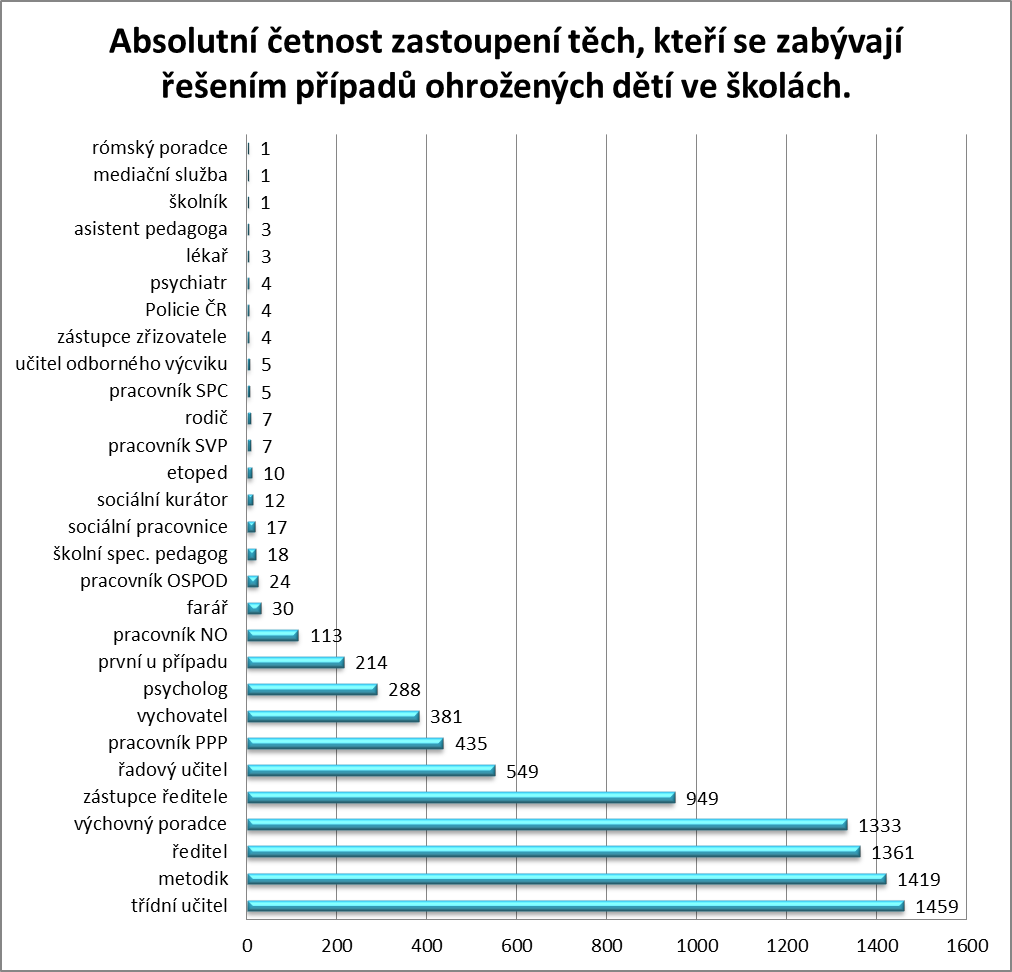 Absolutní četnost zastoupení těch, kteří se zabývají
řešením případů ohrožených dětí ve školách.
rómský poradce 1
mediační služba 1
školník 1
asistent pedagoga 3
lékař 3
psychiatr 4
Policie ČR 4
zástupce zřizovatele 4
učitel odborného výcviku 5
pracovník SPC 5
rodič 7
pracovník SVP 7
etoped 10
sociální kurátor 12
sociální pracovnice 17
školní spec. pedagog 18
pracovník OSPOD 24
farář 30
pracovník NO 113
první u případu 214
psycholog 288
vychovatel 381
pracovník PPP 435
řadový učitel 549
zástupce ředitele 949
výchovný poradce 1333
ředitel 1361
metodik 1419
třídní učitel 1459
0 200 400 600 800 1000 1200 1400 1600